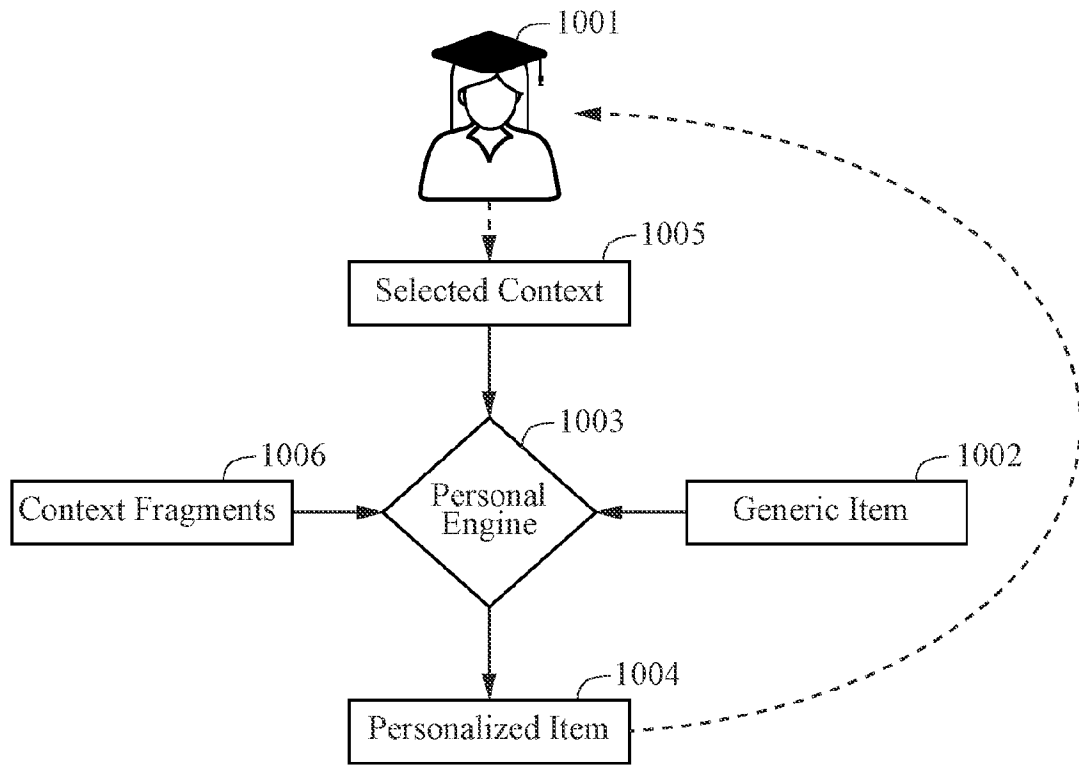 1001
1005
Selected Context
1003
1006
1002
Context Fragments
Personal
Engine
Generic Item
1004
Personalized Item